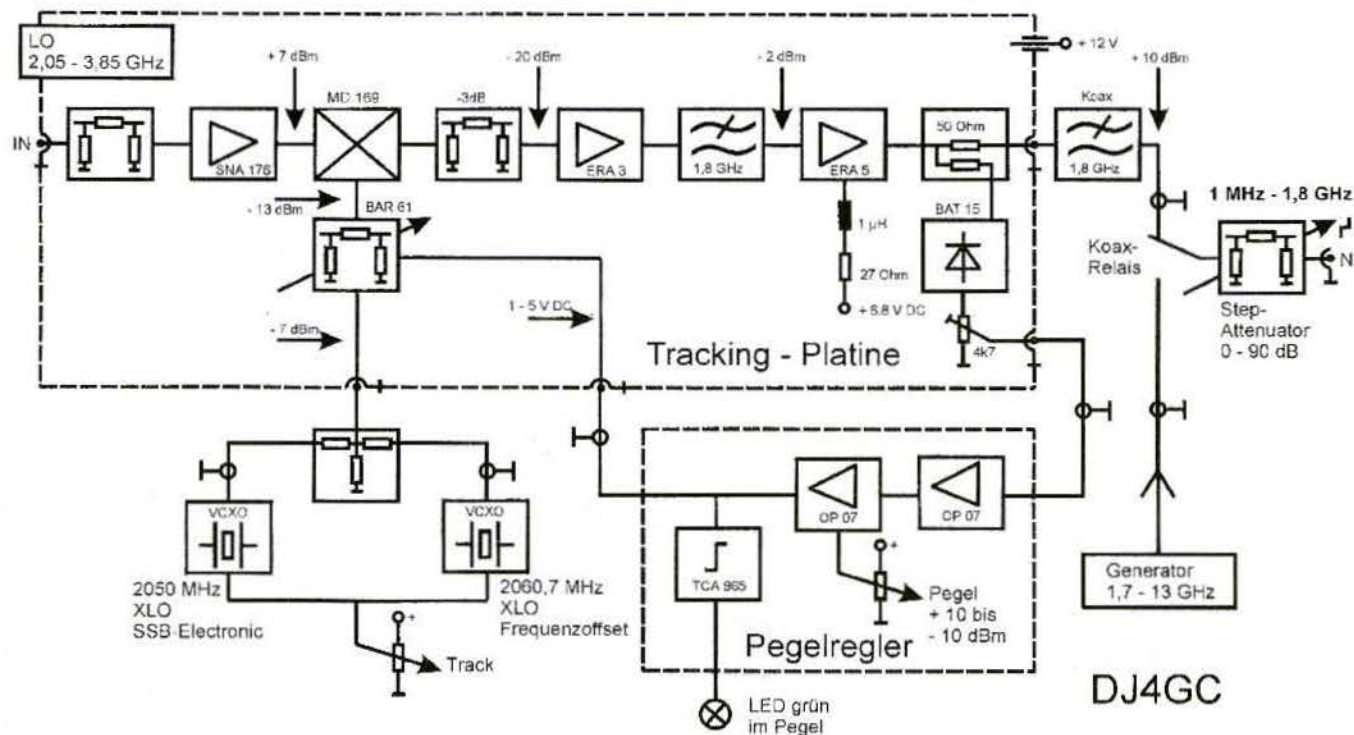 LO
2,05 - 3,85 GHz
+ 7 dBm
- 20 dBm
- 2 dBm
+ 12 V
+ 10 dBm
MD 169
-3dB
Koax
50 Ohm
IN
SNA 176
ERA 3
1,8 GHz
ERA 5
1,8 GHz
- 13 dBm
BAR 61
BAT 15
1 MHz - 1,8 GHz
1 µH
Koax-
Relais
N
27 Ohm
1 - 5 V DC
+ 6.8 V DC
Step-
Attenuator
0 - 90 dB
- 7 dBm
4k7
Tracking - Platine
VCXO
VCXO
OP 07
OP 07
2050 MHz
XLO
SSB-Electronic
2060,7 MHz
XLO
Frequenzoffset
TCA 965
Pegel
+ 10 bis
- 10 dBm
Generator
1,7 - 13 GHz
+
+
Track
Pegelregler
DJ4GC
LED grün
im Pegel